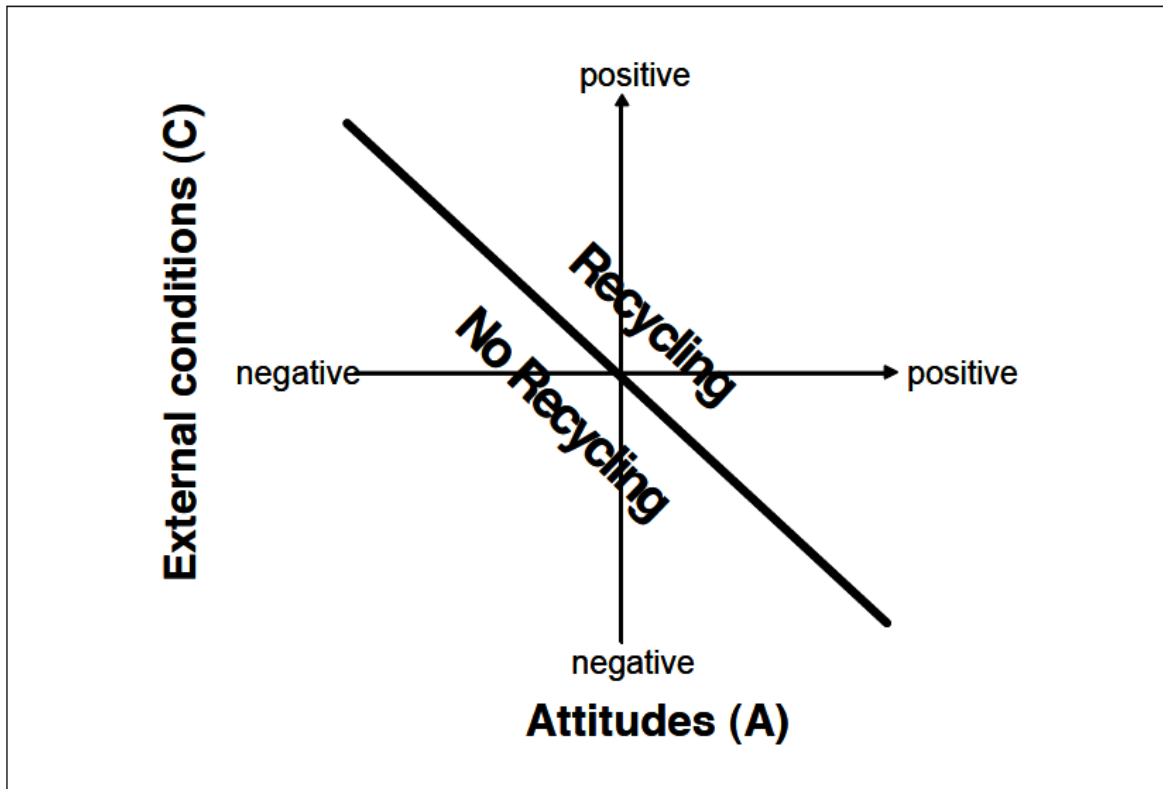 positive
External conditions (C)
Recycling
No Recycling
negative
positive
negative
Attitudes (A)